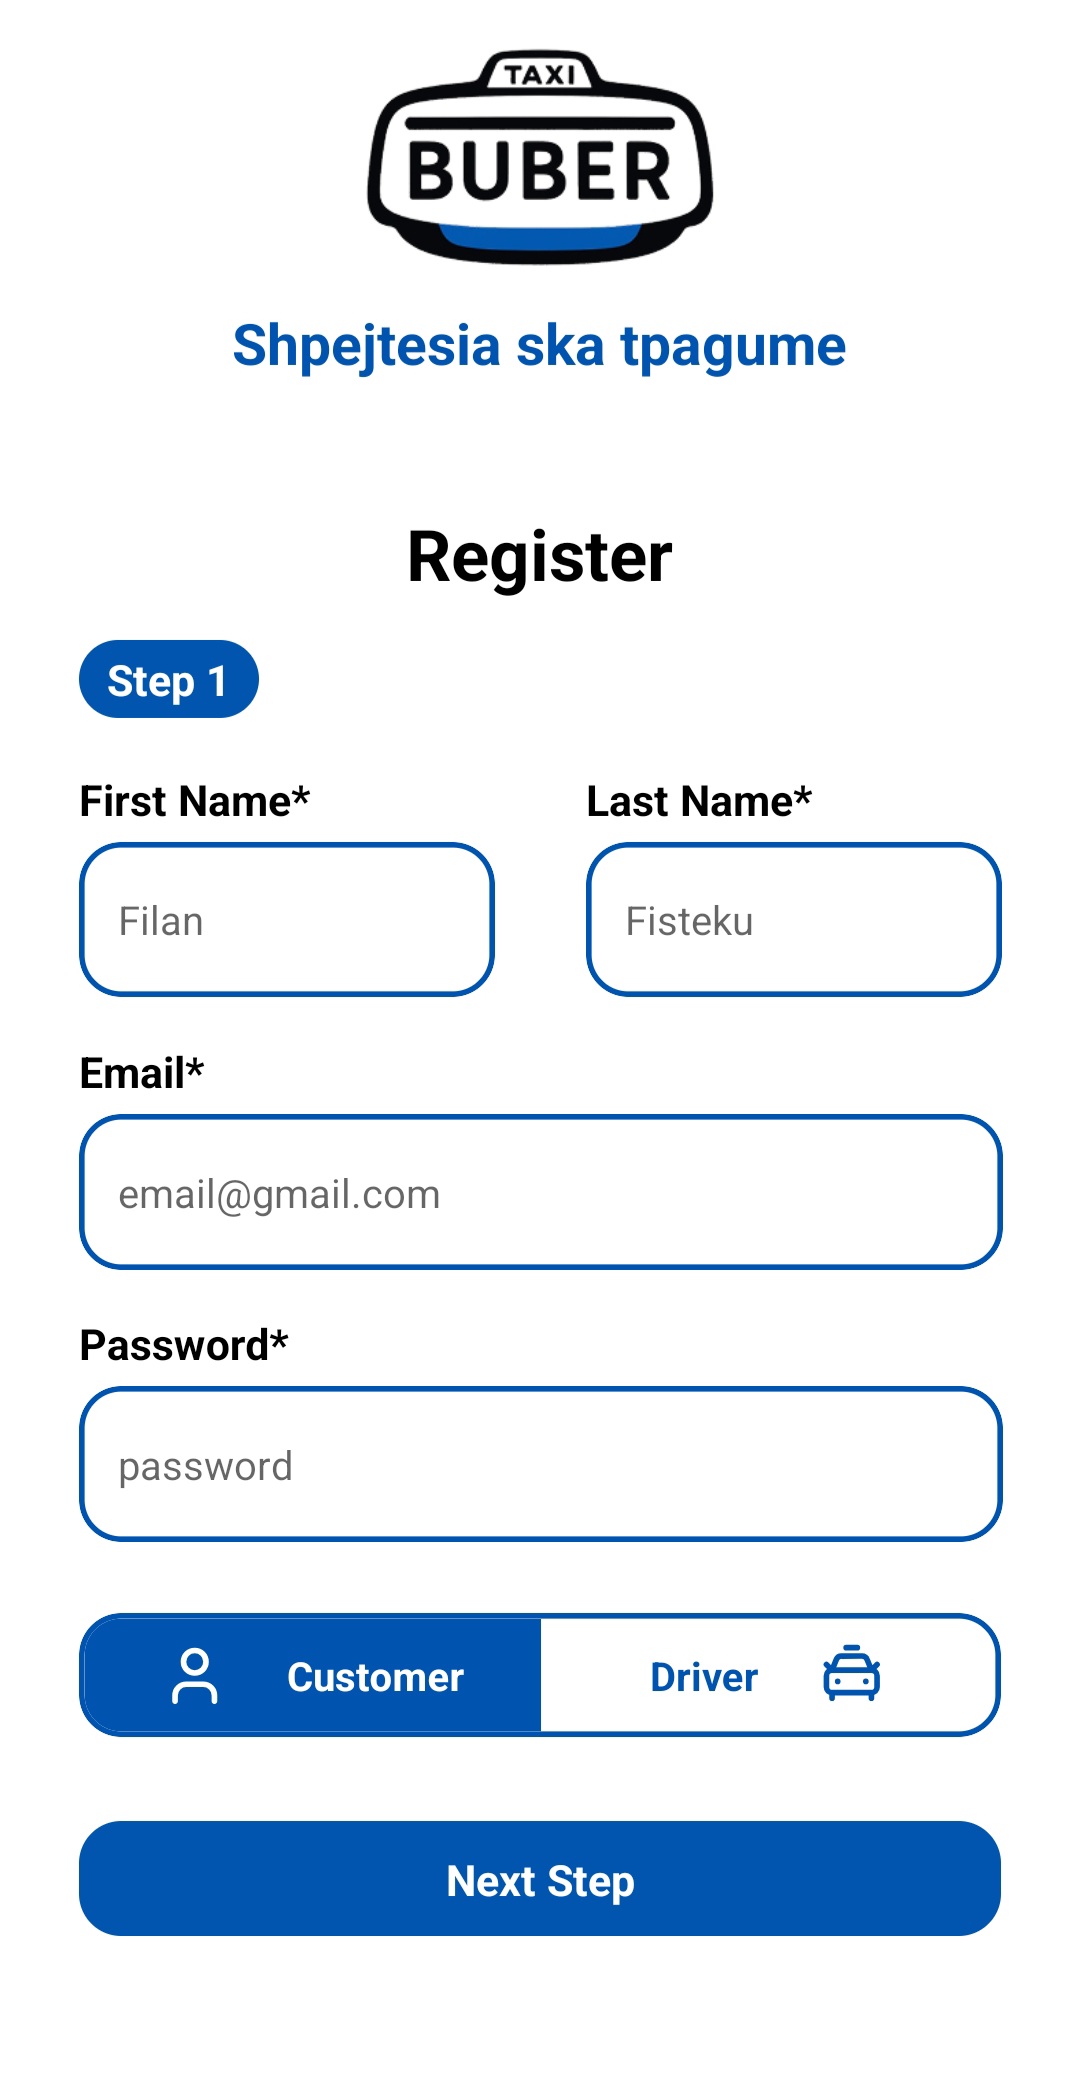 TAXI
BUBER
Shpejtesia ska tpagume
Register
Step 1
First Name* Last Name*
Filan Fisteku
Email*
email@gmail.com
Password*
password
Customer Driver
Next Step